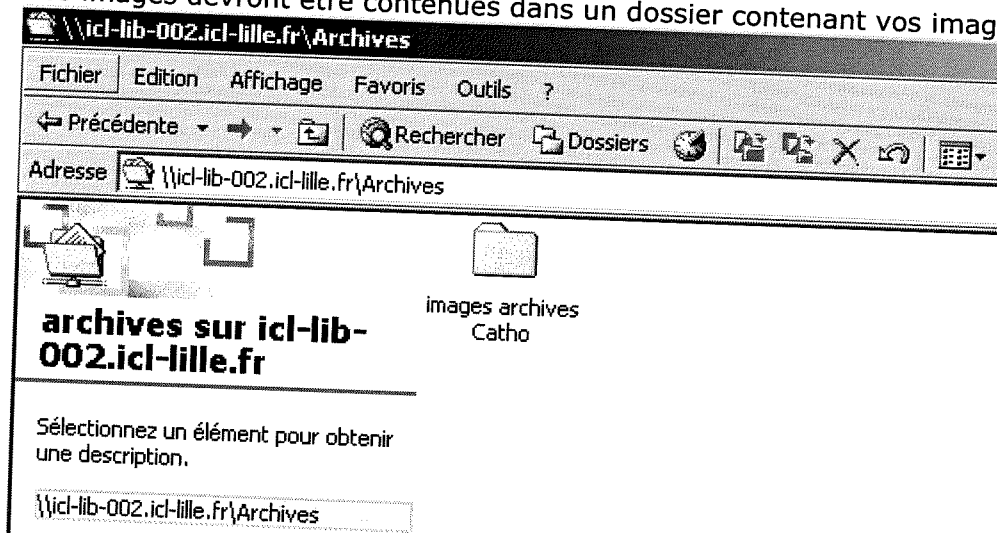 images devront être contenues dans un dossier contenant vos imag
\\icl-lib-002.icl-lille.fr\Archives
Fichier Edition Affichage Favoris Outils ?
Précédente Rechercher Dossiers
Adresse \\icl-lib-002.icl-lille.fr\Archives
images archives
Catho
archives sur icl-lib-
002.icl-lille.fr
Sélectionnez un élément pour obtenir
une description.
\\icl-lib-002.icl-lille.fr\Archives